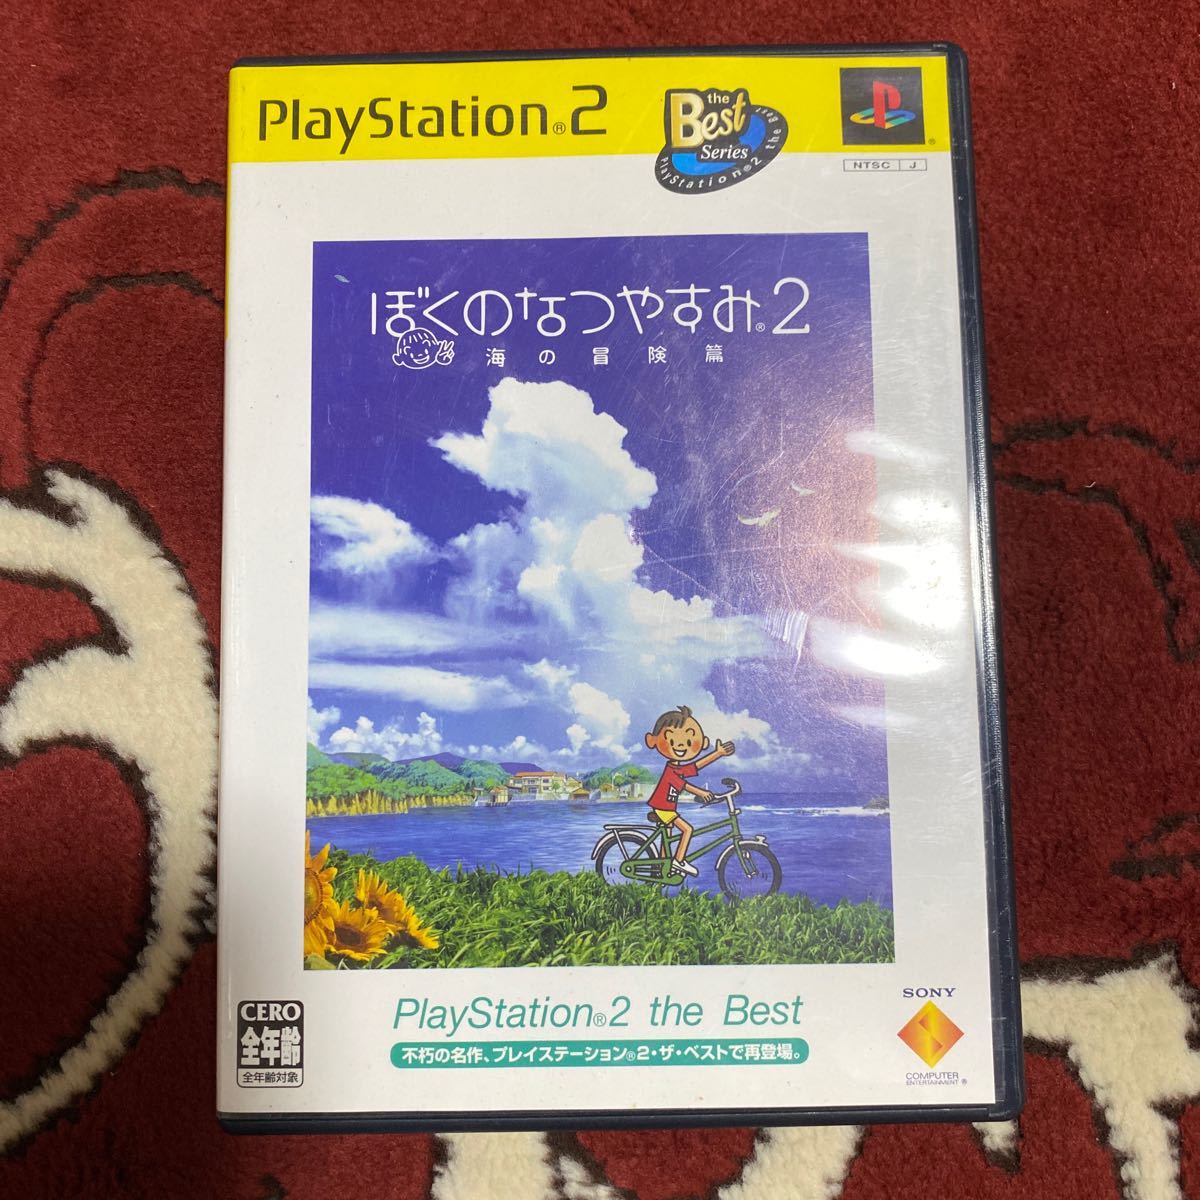 PlayStation®2
the
Best
Series
PlayStation®2 the Best
NTSC J
ぼくのなつやすみ®2
海の冒険篇
PlayStation®2 the Best
不朽の名作、プレイステーション®2・ザ・ベストで再登場。
CERO
全年齢
全年齢対象
SONY
COMPUTER
ENTERTAINMENT®